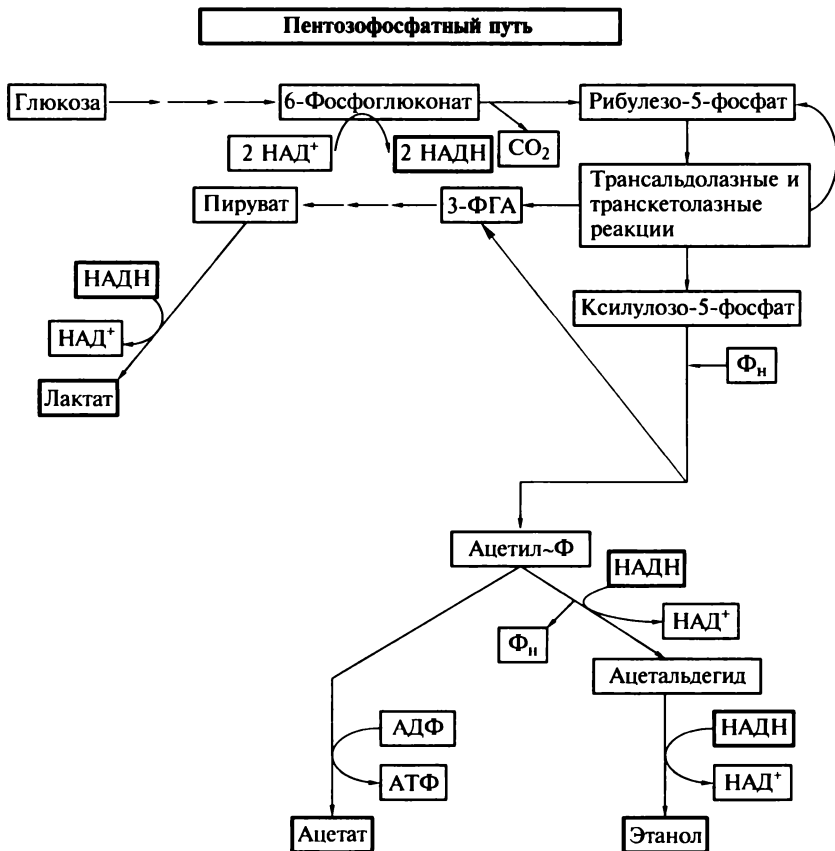 Пентозофосфатный путь
Глюкоза
6-Фосфоглюконат
Рибулезо-5-фосфат
2 НАД⁺
2 НАДН
CO₂
Пируват
3-ФГА
Трансальдолазные и
транскетолазные
реакции
НАДН
НАД⁺
Лактат
Ксилулозо-5-фосфат
Фн
Ацетил~Ф
НАДН
НАД⁺
Фн
Ацетальдегид
АДФ
АТФ
НАДН
НАД⁺
Ацетат
Этанол